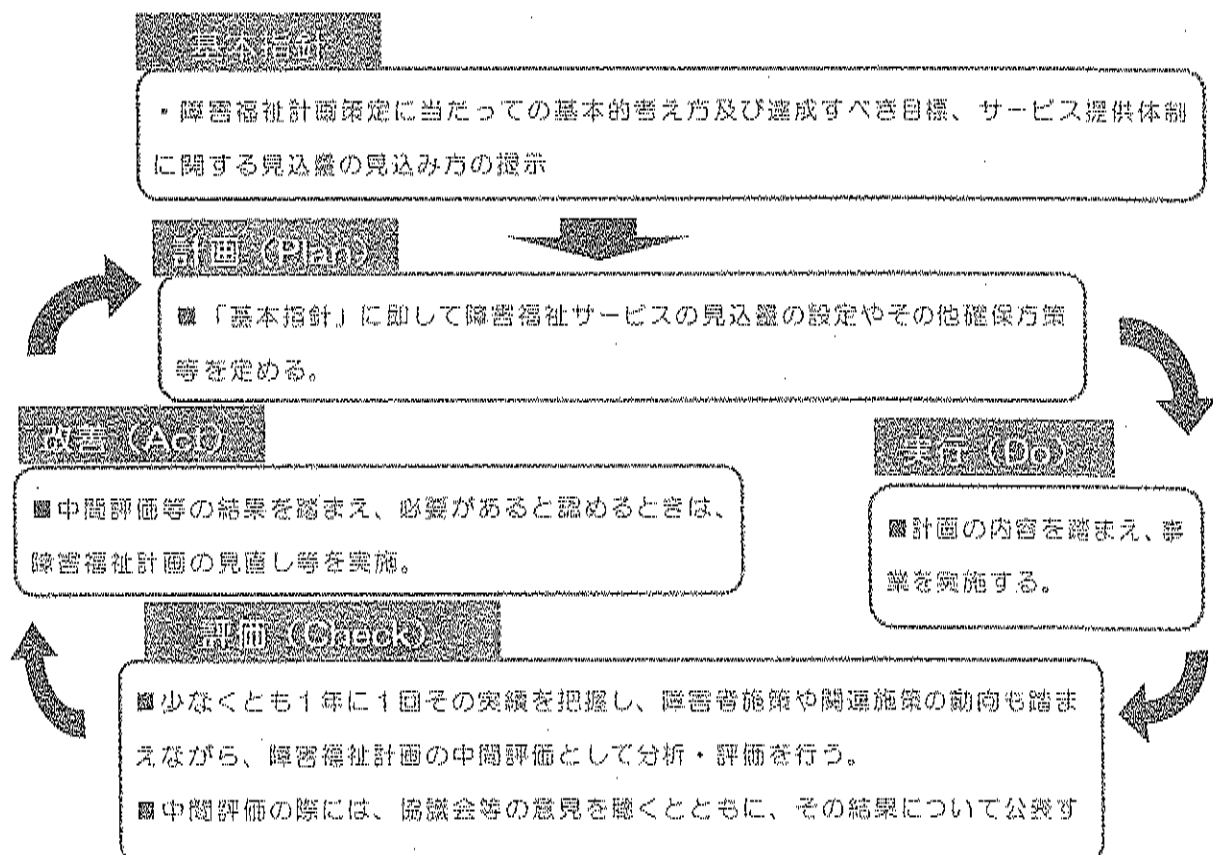 基本指針
・障害福祉計画策定に当たっての基本的考え方及び達成すべき目標、サービス提供体制
に関する見込量の見込み方の提示
計画（Plan）
■「基本指針」に即して障害福祉サービスの見込量の設定やその他確保方策
等を定める。
改善（Act）
■中間評価等の結果を踏まえ、必要があると認めるときは、
障害福祉計画の見直し等を実施。
実行（Do）
■計画の内容を踏まえ、事
業を実施する。
評価（Check）
■少なくとも１年に１回その実績を把握し、障害者施策や関連施策の動向も踏ま
えながら、障害福祉計画の中間評価として分析・評価を行う。
■中間評価の際には、協議会等の意見を聴くとともに、その結果について公表す